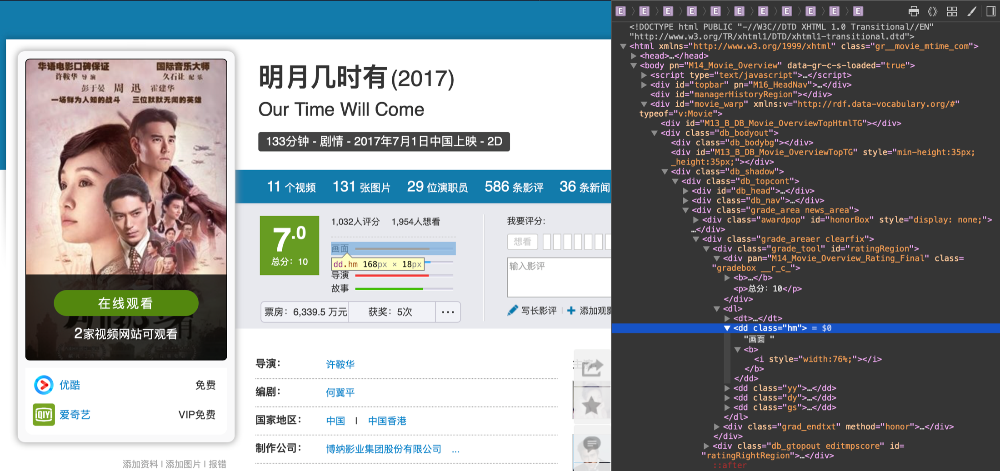 华语电影口碑保证
许鞍华 导演
国际音乐大师
久石让 配乐
彭于晏 周迅 霍建华
一场鲜为人知的战斗 三位默默无闻的英雄
在线观看
2家视频网站可观看
优酷 免费
爱奇艺 VIP免费
添加资料 | 添加图片 | 报错
明月几时有(2017)
Our Time Will Come
133分钟 - 剧情 - 2017年7月1日中国上映 - 2D
11 个视频 131 张图片 29 位演职员 586 条影评 36 条新闻
7.0
总分：10
1,032人评分 1,954人想看
画面
dd.hm 168px × 18px
导演
故事
票房：6,339.5 万元 获奖：5次 ...
我要评分:
想看
输入影评
写长影评 | 添加观影
导演： 许鞍华
编剧： 何冀平
国家地区： 中国 | 中国香港
制作公司： 博纳影业集团股份有限公司 ...
E E E E E E E E E E E
<!DOCTYPE html PUBLIC "-//W3C//DTD XHTML 1.0 Transitional//EN"
"http://www.w3.org/TR/xhtml1/DTD/xhtml1-transitional.dtd">
<html xmlns="http://www.w3.org/1999/xhtml" class="gr__movie_mtime_com">
<head>…</head>
<body pn="M14_Movie_Overview" data-gr-c-s-loaded="true">
<script type="text/javascript">…</script>
<div id="topbar" pn="M16_HeadNav">…</div>
<div id="managerHistoryRegion"></div>
<div id="movie_warp" xmlns:v="http://rdf.data-vocabulary.org/#"
typeof="v:Movie">
<div id="M13_B_DB_Movie_OverviewTopHtmlTG"></div>
<div class="db_bodyout">
<div class="db_bodybg"></div>
<div id="M13_B_DB_Movie_OverviewTopTG" style="min-height:35px;
_height:35px;"></div>
<div class="db_shadow">
<div class="db_topcont">
<div id="db_head">…</div>
<div class="db_nav">…</div>
<div class="grade_area news_area">
<div class="awardpop" id="honorBox" style="display: none;">
…</div>
<div class="grade_areaer clearfix">
<div class="grade_tool" id="ratingRegion">
<div pan="M14_Movie_Overview_Rating_Final" class=
"gradebox __r_c_">
<b>…</b>
<p>总分：10</p>
</div>
<dl>
<dt>…</dt>
<dd class="hm"> = $0
"画面 "
<b>
<i style="width:76%;"></i>
</b>
</dd>
<dd class="yy">…</dd>
<dd class="dy">…</dd>
<dd class="gs">…</dd>
</dl>
<div class="grad_endtxt" method="honor">…</div>
</div>
<div class="db_gtopout editmpscore" id=
"ratingRightRegion">…</div>
::after